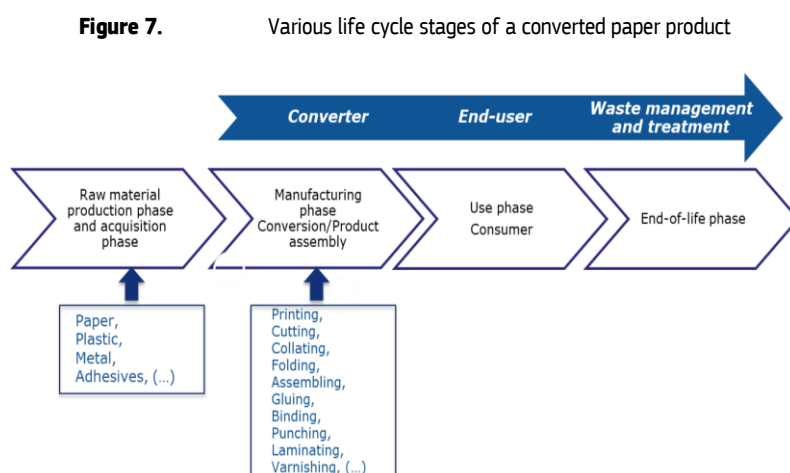 Figure 7. Various life cycle stages of a converted paper product
Converter
End-user
Waste management
and treatment
Raw material
production phase
and acquisition
phase
Manufacturing
phase
Conversion/Product
assembly
Use phase
Consumer
End-of-life phase
Paper,
Plastic,
Metal,
Adhesives, (...)
Printing,
Cutting,
Collating,
Folding,
Assembling,
Gluing,
Binding,
Punching,
Laminating,
Varnishing, (...)